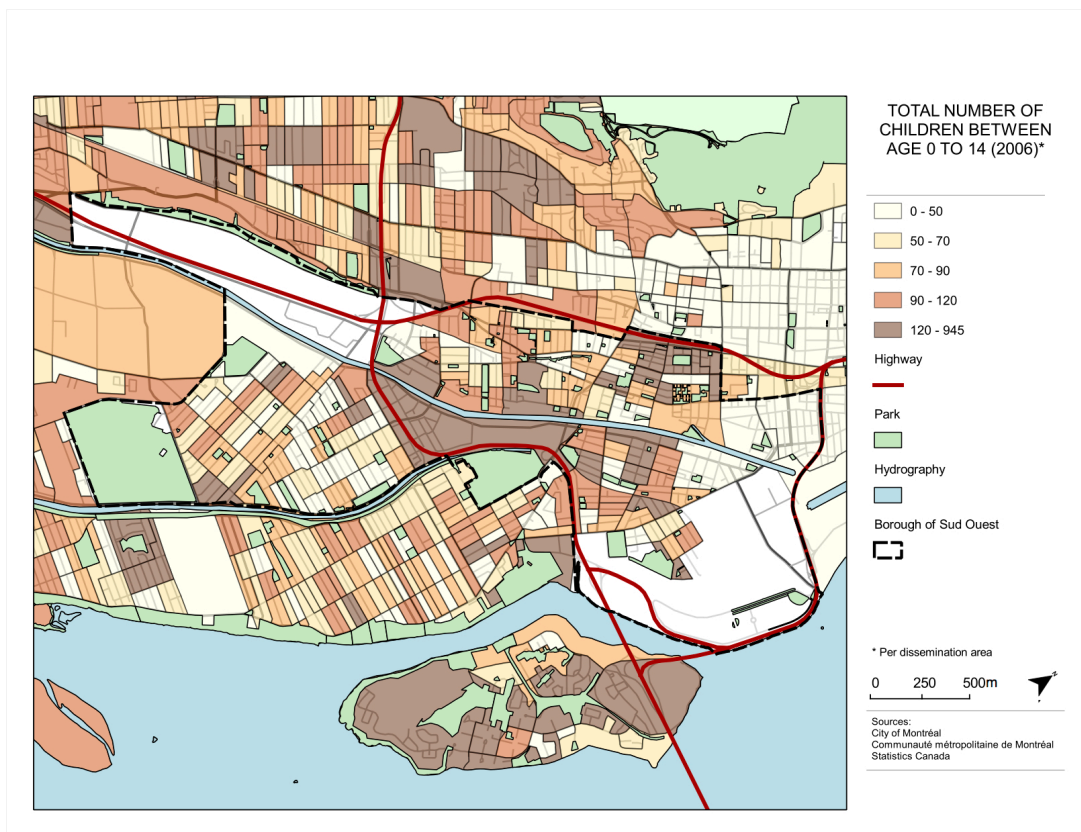 TOTAL NUMBER OF
CHILDREN BETWEEN
AGE 0 TO 14 (2006)*
0 - 50
50 - 70
70 - 90
90 - 120
120 - 945
Highway
Park
Hydrography
Borough of Sud Ouest
* Per dissemination area
0 250 500m
N
Sources:
City of Montréal
Communauté métropolitaine de Montréal
Statistics Canada